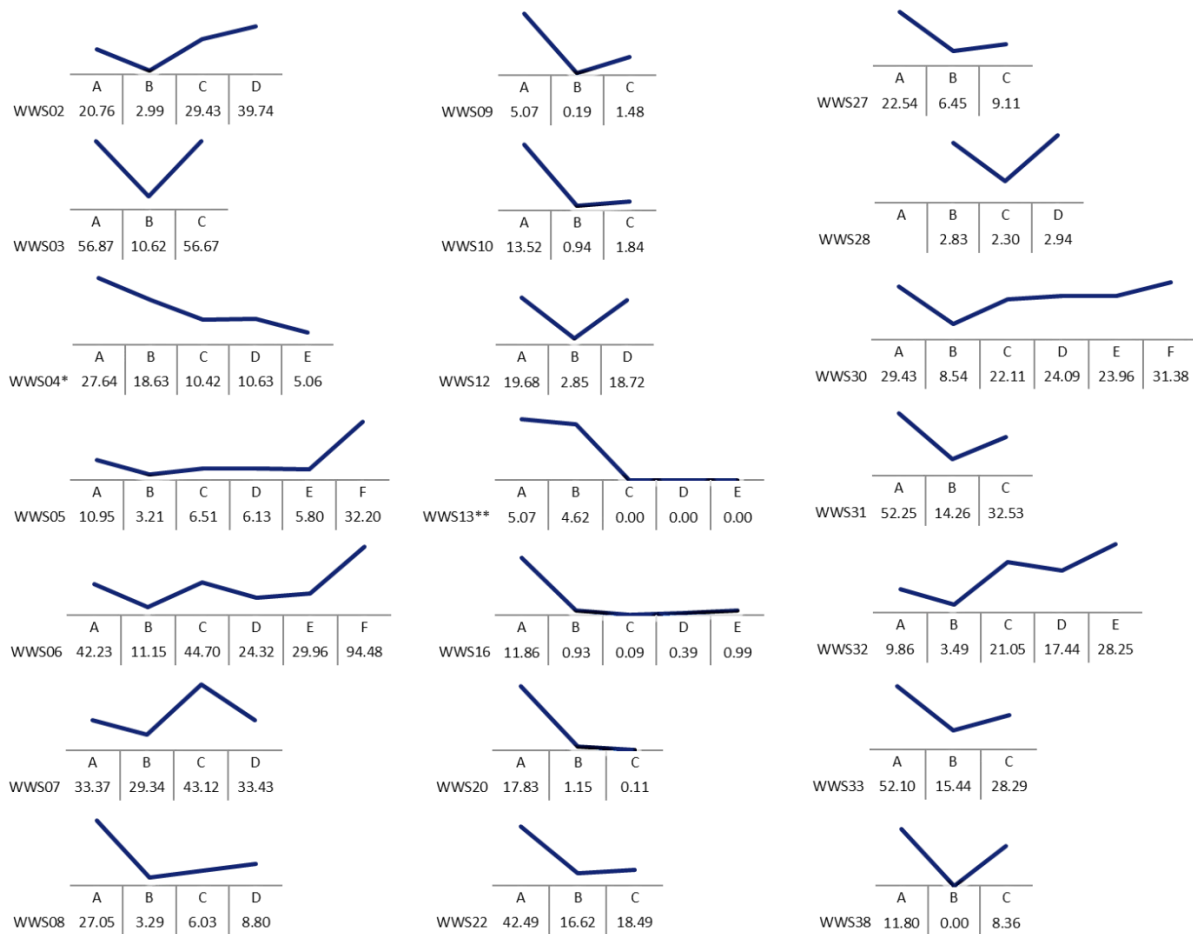 A B C D
WWS02 20.76 2.99 29.43 39.74
A B C
WWS09 5.07 0.19 1.48
A B C
WWS27 22.54 6.45 9.11
A B C
WWS03 56.87 10.62 56.67
A B C
WWS10 13.52 0.94 1.84
A B C D
WWS28 2.83 2.30 2.94
A B C D E
WWS04* 27.64 18.63 10.42 10.63 5.06
A B D
WWS12 19.68 2.85 18.72
A B C D E F
WWS30 29.43 8.54 22.11 24.09 23.96 31.38
A B C D E F
WWS05 10.95 3.21 6.51 6.13 5.80 32.20
A B C D E
WWS13** 5.07 4.62 0.00 0.00 0.00
A B C
WWS31 52.25 14.26 32.53
A B C D E F
WWS06 42.23 11.15 44.70 24.32 29.96 94.48
A B C D E
WWS16 11.86 0.93 0.09 0.39 0.99
A B C D E
WWS32 9.86 3.49 21.05 17.44 28.25
A B C D
WWS07 33.37 29.34 43.12 33.43
A B C
WWS20 17.83 1.15 0.11
A B C
WWS33 52.10 15.44 28.29
A B C D
WWS08 27.05 3.29 6.03 8.80
A B C
WWS22 42.49 16.62 18.49
A B C
WWS38 11.80 0.00 8.36